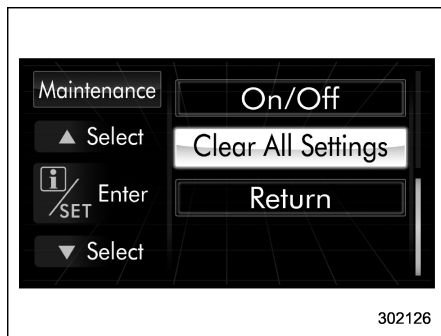 Maintenance
▲ Select
i/SET Enter
▼ Select
On/Off
Clear All Settings
Return
302126